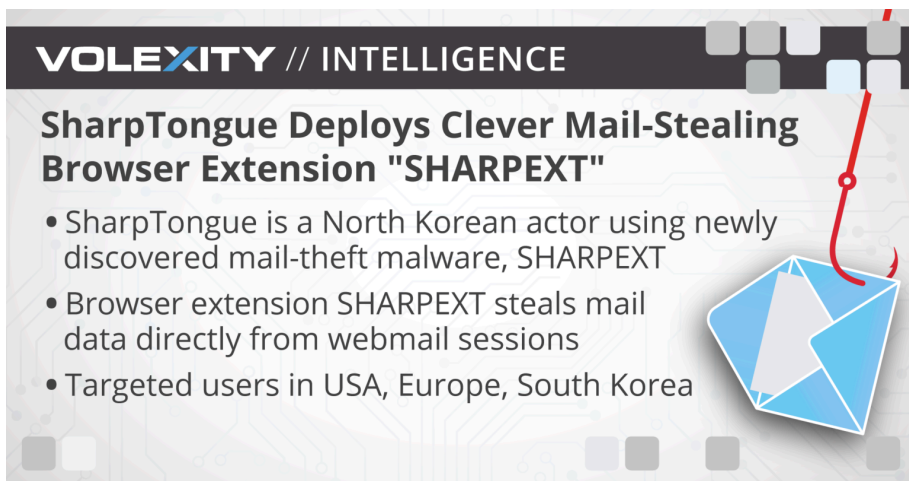 VOLEXITY // INTELLIGENCE
SharpTongue Deploys Clever Mail-Stealing
Browser Extension "SHARPEXT"
• SharpTongue is a North Korean actor using newly
discovered mail-theft malware, SHARPEXT
• Browser extension SHARPEXT steals mail
data directly from webmail sessions
• Targeted users in USA, Europe, South Korea